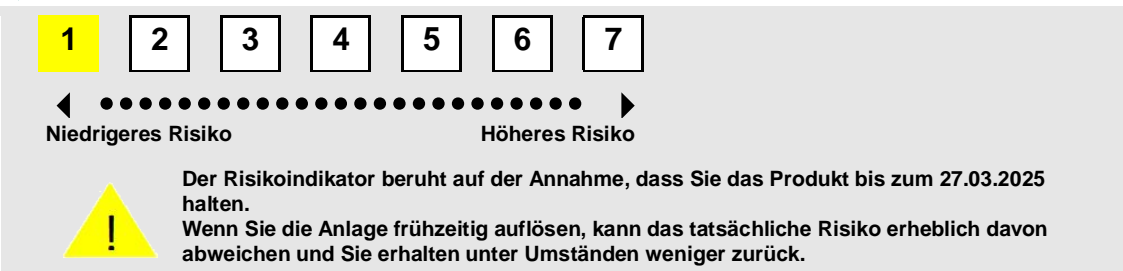 1 2 3 4 5 6 7
Niedrigeres Risiko Höheres Risiko
Der Risikoindikator beruht auf der Annahme, dass Sie das Produkt bis zum 27.03.2025
halten.
Wenn Sie die Anlage frühzeitig auflösen, kann das tatsächliche Risiko erheblich davon
abweichen und Sie erhalten unter Umständen weniger zurück.
!